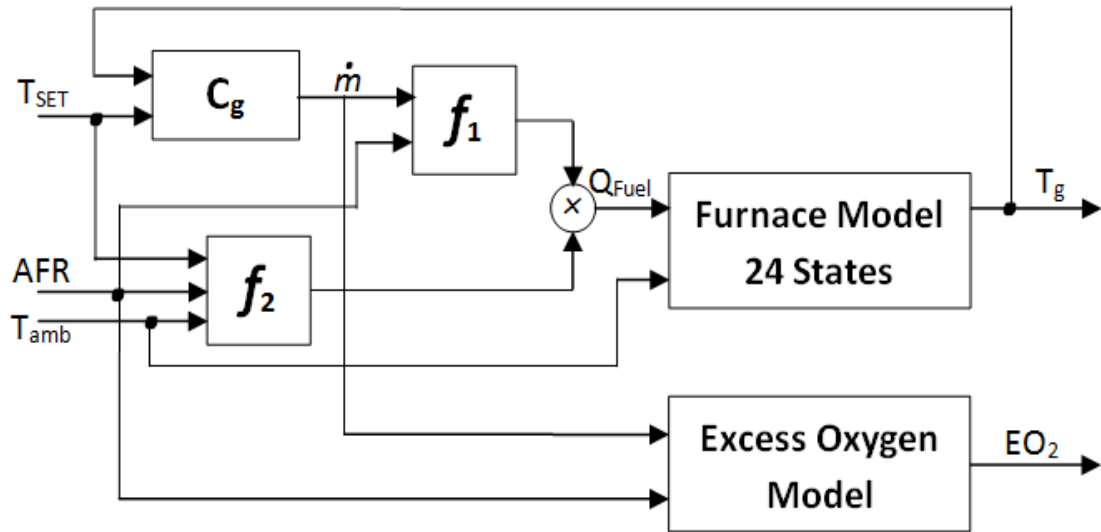 T_SET
C_g
ṁ
f_1
AFR
T_amb
f_2
×
Q_Fuel
Furnace Model
24 States
T_g
Excess Oxygen
Model
EO_2